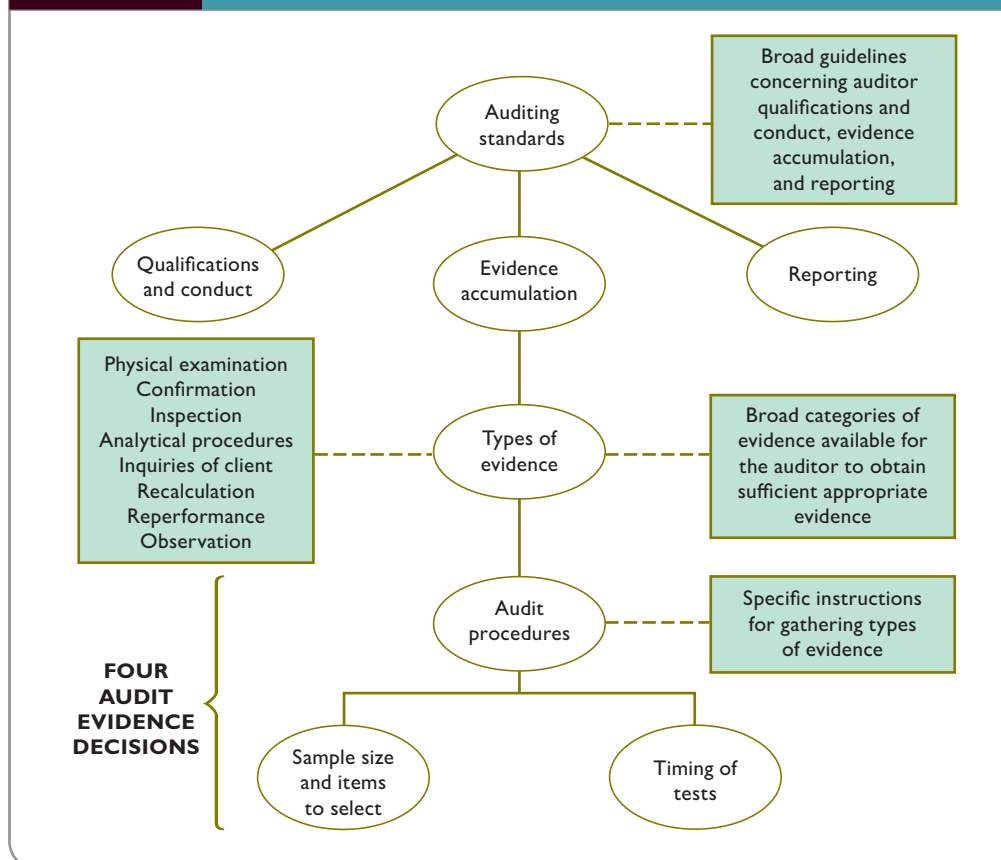 Auditing
standards
Broad guidelines
concerning auditor
qualifications and
conduct, evidence
accumulation,
and reporting
Qualifications
and conduct
Evidence
accumulation
Reporting
Physical examination
Confirmation
Inspection
Analytical procedures
Inquiries of client
Recalculation
Reperformance
Observation
Types of
evidence
Broad categories of
evidence available for
the auditor to obtain
sufficient appropriate
evidence
Audit
procedures
Specific instructions
for gathering types
of evidence
FOUR
AUDIT
EVIDENCE
DECISIONS
Sample size
and items
to select
Timing of
tests